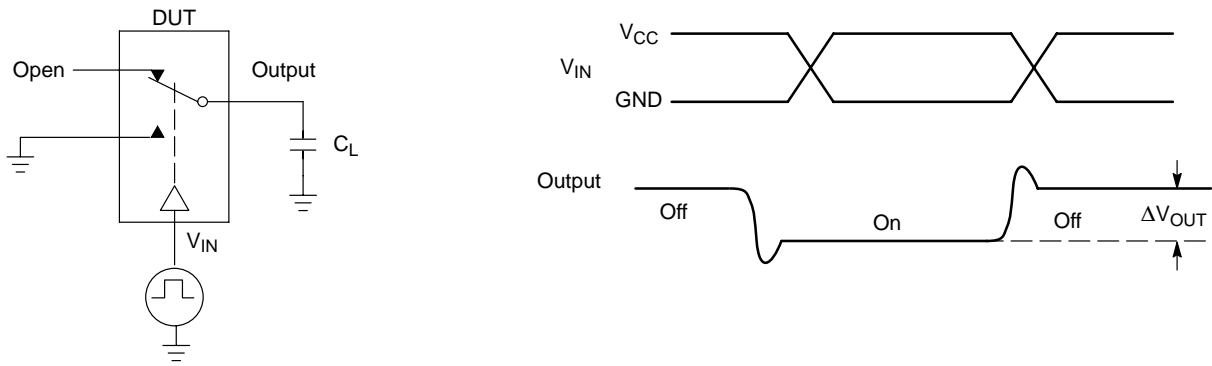 DUT
Open
Output
C_L
V_IN
V_CC
V_IN
GND
Output
Off
On
Off
ΔV_OUT